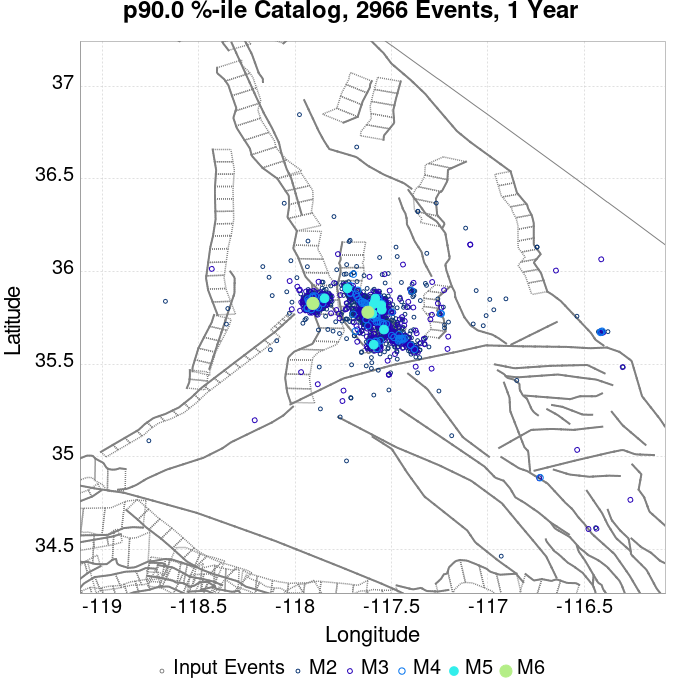 p90.0 %-ile Catalog, 2966 Events, 1 Year
37
36.5
36
35.5
35
34.5
Latitude
-119 -118.5 -118 -117.5 -117 -116.5
Longitude
Input Events M2 M3 M4 M5 M6